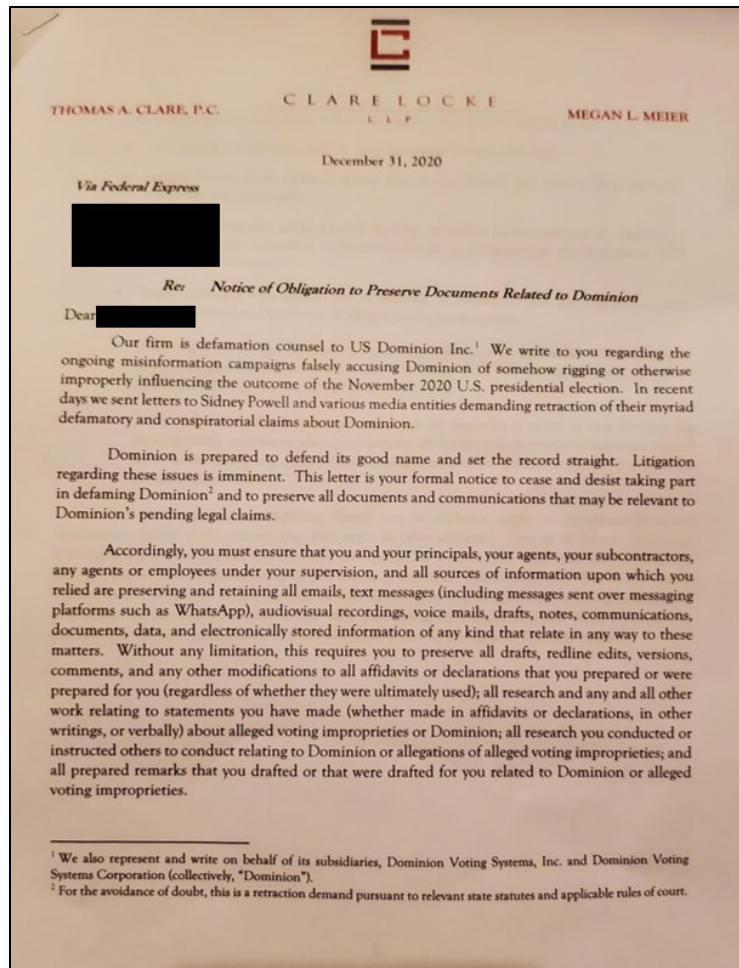 CLARE LOCKE
L L P
THOMAS A. CLARE, P.C.
MEGAN L. MEIER
December 31, 2020
Via Federal Express
Re: Notice of Obligation to Preserve Documents Related to Dominion
Dear
Our firm is defamation counsel to US Dominion Inc.¹ We write to you regarding the
ongoing misinformation campaigns falsely accusing Dominion of somehow rigging or otherwise
improperly influencing the outcome of the November 2020 U.S. presidential election. In recent
days we sent letters to Sidney Powell and various media entities demanding retraction of their myriad
defamatory and conspiratorial claims about Dominion.
Dominion is prepared to defend its good name and set the record straight. Litigation
regarding these issues is imminent. This letter is your formal notice to cease and desist taking part
in defaming Dominion² and to preserve all documents and communications that may be relevant to
Dominion's pending legal claims.
Accordingly, you must ensure that you and your principals, your agents, your subcontractors,
any agents or employees under your supervision, and all sources of information upon which you
relied are preserving and retaining all emails, text messages (including messages sent over messaging
platforms such as WhatsApp), audiovisual recordings, voice mails, drafts, notes, communications,
documents, data, and electronically stored information of any kind that relate in any way to these
matters. Without any limitation, this requires you to preserve all drafts, redline edits, versions,
comments, and any other modifications to all affidavits or declarations that you prepared or were
prepared for you (regardless of whether they were ultimately used); all research and any and all other
work relating to statements you have made (whether made in affidavits or declarations, in other
writings, or verbally) about alleged voting improprieties or Dominion; all research you conducted or
instructed others to conduct relating to Dominion or allegations of alleged voting improprieties; and
all prepared remarks that you drafted or that were drafted for you related to Dominion or alleged
voting improprieties.
¹ We also represent and write on behalf of its subsidiaries, Dominion Voting Systems, Inc. and Dominion Voting
Systems Corporation (collectively, "Dominion").
² For the avoidance of doubt, this is a retraction demand pursuant to relevant state statutes and applicable rules of court.